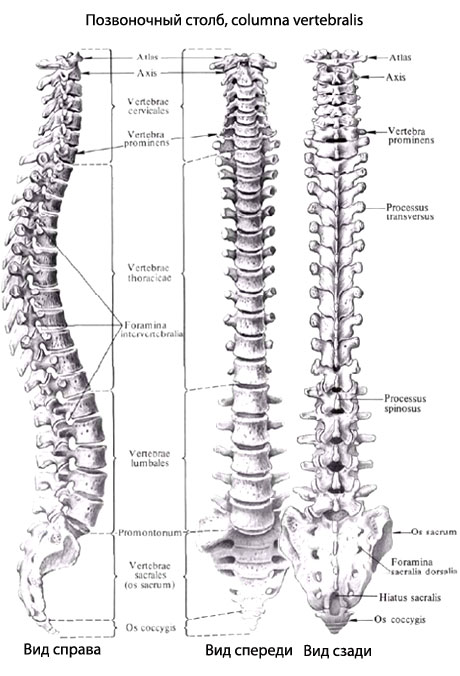 Позвоночный столб, columna vertebralis
Atlas
Axis
Vertebrae
cervicales
Vertebra
prominens
Vertebrae
thoracicae
Foramina
intervertebralia
Vertebrae
lumbales
Promontorium
Vertebrae
sacrales
(os sacrum)
Os coccygis
Atlas
Axis
Vertebra
prominens
Processus
transversus
Processus
spinosus
Os sacrum
Foramina
sacralia dorsalia
Hiatus sacralis
Os coccygis
Вид справа
Вид спереди
Вид сзади